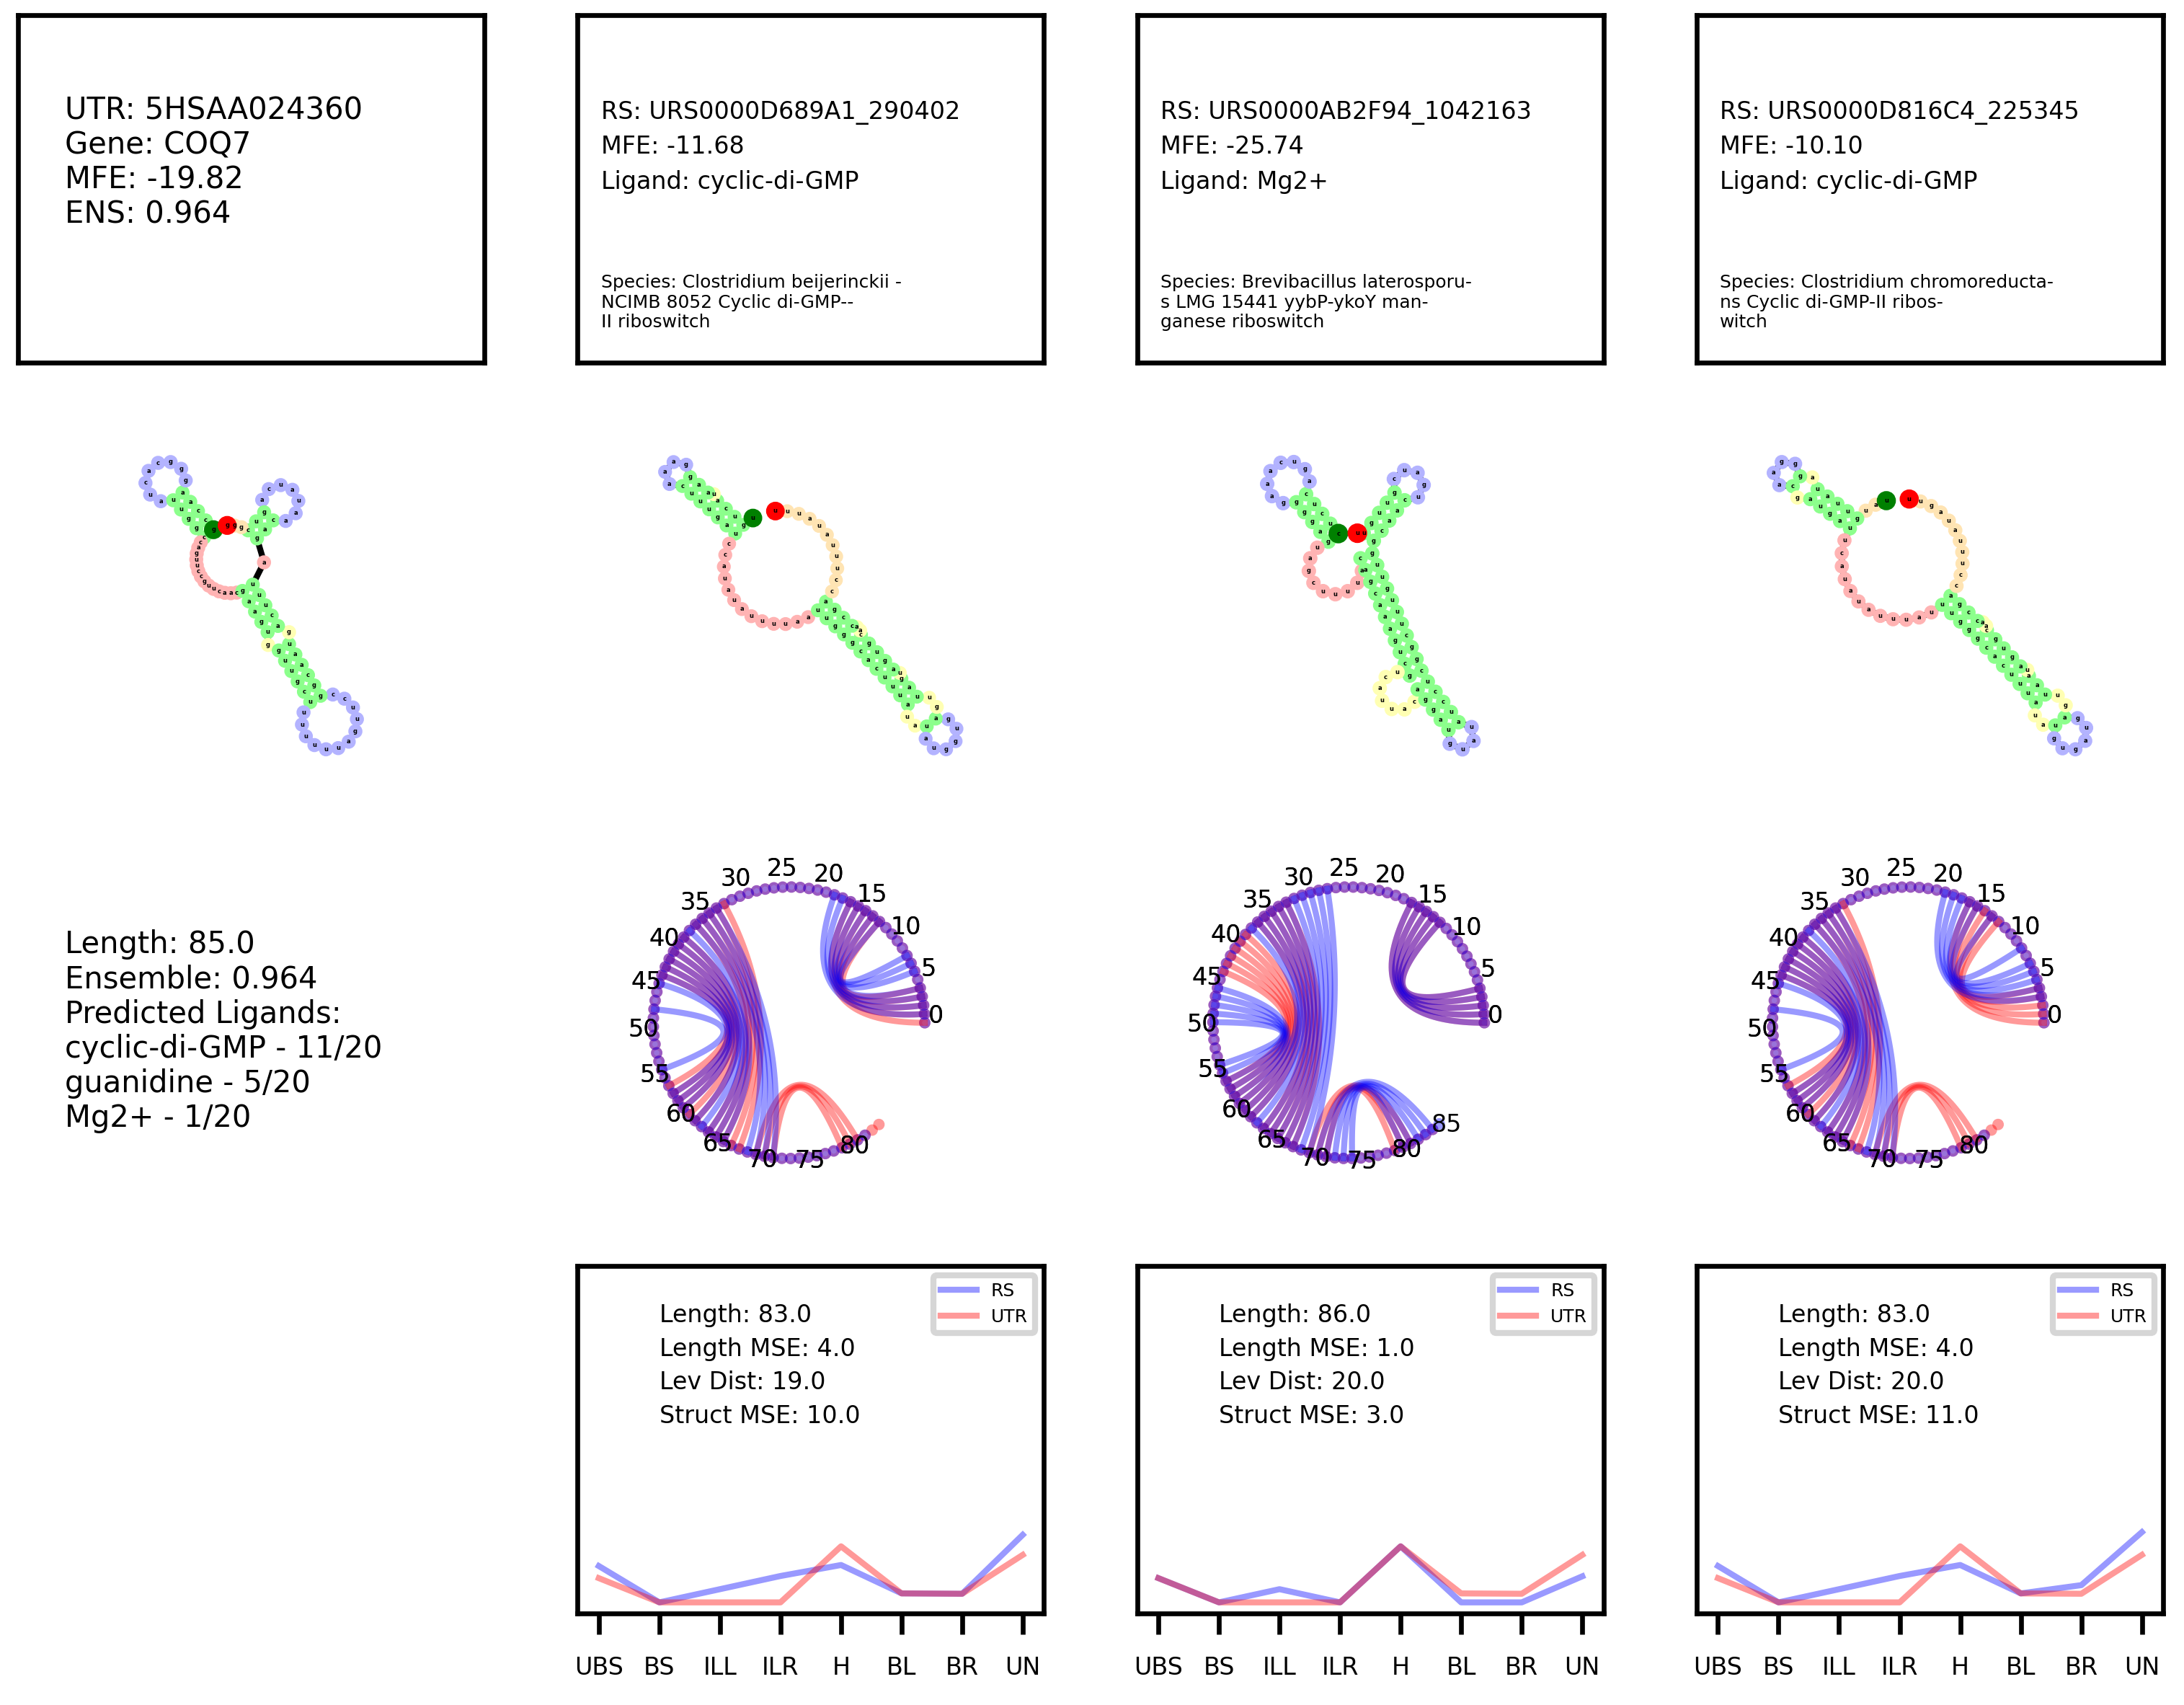 UTR: 5HSAA024360
Gene: COQ7
MFE: -19.82
ENS: 0.964
RS: URS0000D689A1_290402
MFE: -11.68
Ligand: cyclic-di-GMP
Species: Clostridium beijerinckii -
NCIMB 8052 Cyclic di-GMP--
II riboswitch
RS: URS0000AB2F94_1042163
MFE: -25.74
Ligand: Mg2+
Species: Brevibacillus laterosporu-
s LMG 15441 yybP-ykoY man-
ganese riboswitch
RS: URS0000D816C4_225345
MFE: -10.10
Ligand: cyclic-di-GMP
Species: Clostridium chromoreducta-
ns Cyclic di-GMP-II ribos-
witch
Length: 85.0
Ensemble: 0.964
Predicted Ligands:
cyclic-di-GMP - 11/20
guanidine - 5/20
Mg2+ - 1/20
0
5
10
15
20
25
30
35
40
45
50
55
60
65
70
75
80
0
5
10
15
20
25
30
35
40
45
50
55
60
65
70
75
80
85
0
5
10
15
20
25
30
35
40
45
50
55
60
65
70
75
80
RS
UTR
Length: 83.0
Length MSE: 4.0
Lev Dist: 19.0
Struct MSE: 10.0
UBS BS ILL ILR H BL BR UN
RS
UTR
Length: 86.0
Length MSE: 1.0
Lev Dist: 20.0
Struct MSE: 3.0
UBS BS ILL ILR H BL BR UN
RS
UTR
Length: 83.0
Length MSE: 4.0
Lev Dist: 20.0
Struct MSE: 11.0
UBS BS ILL ILR H BL BR UN